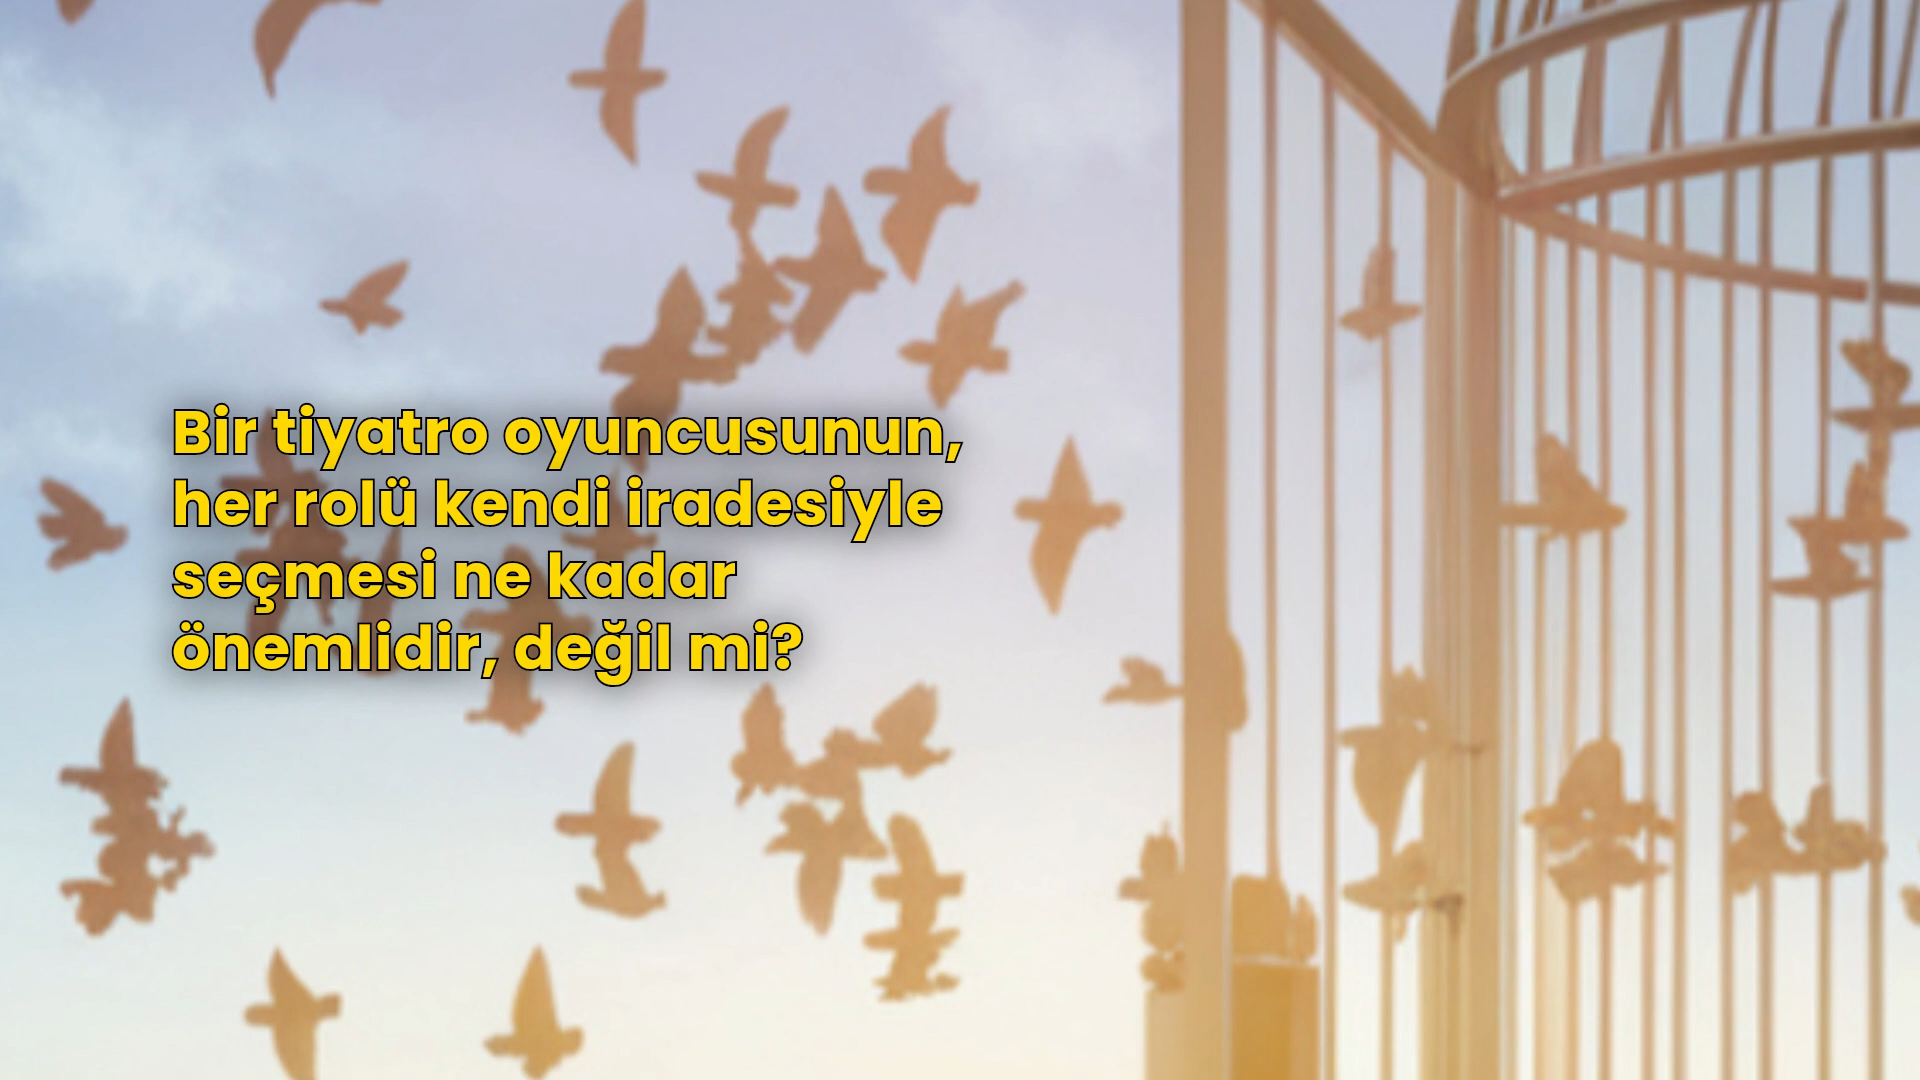 Bir tiyatro oyuncusunun,
her rolü kendi iradesiyle
seçmesi ne kadar
önemlidir, değil mi?